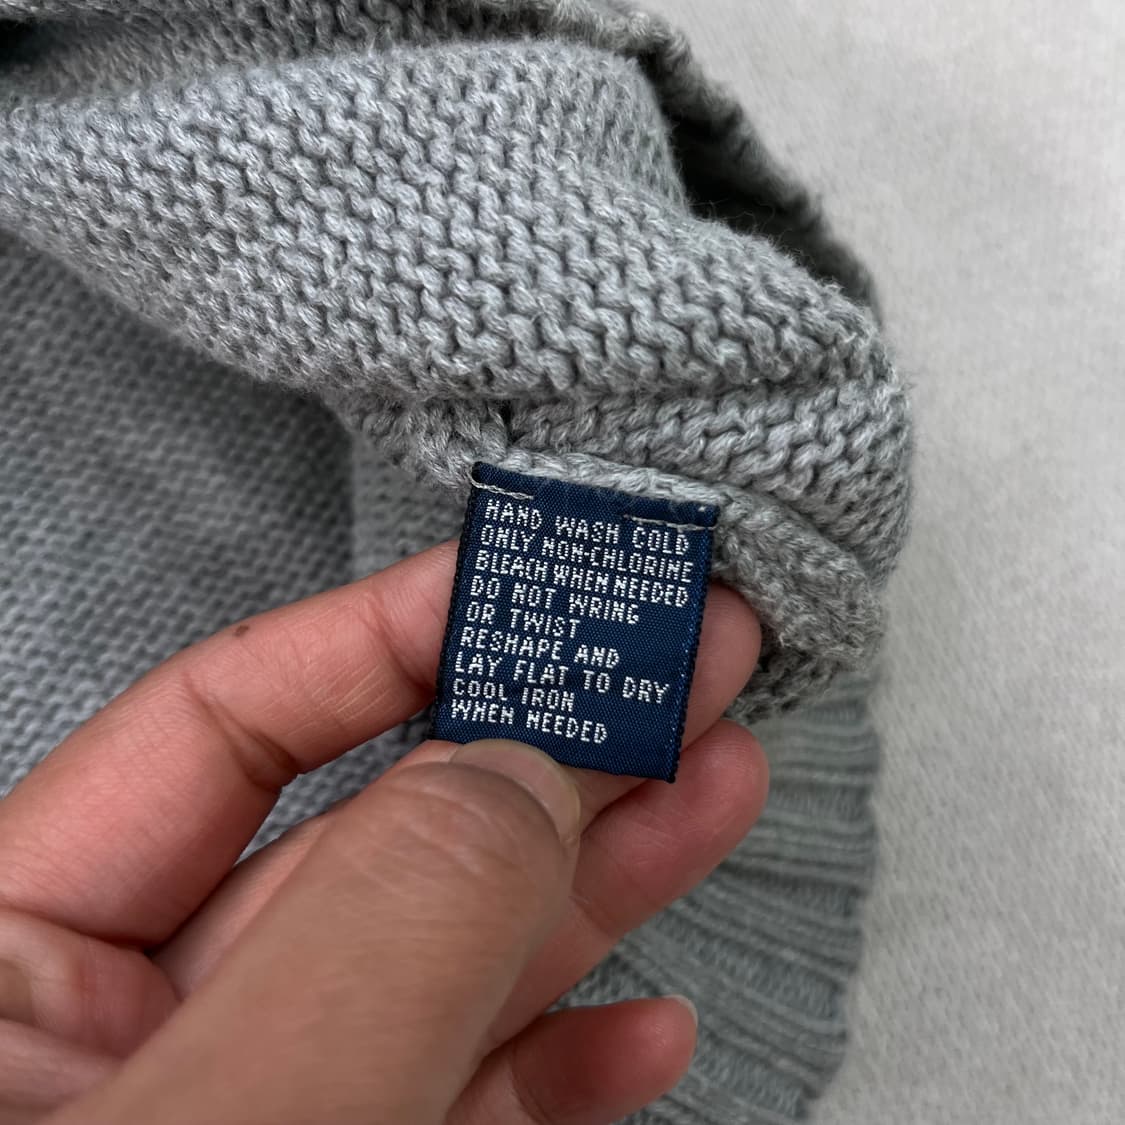 HAND WASH COLD
ONLY NON-CHLORINE
BLEACH WHEN NEEDED
DO NOT WRING
OR TWIST
RESHAPE AND
LAY FLAT TO DRY
COOL IRON
WHEN NEEDED